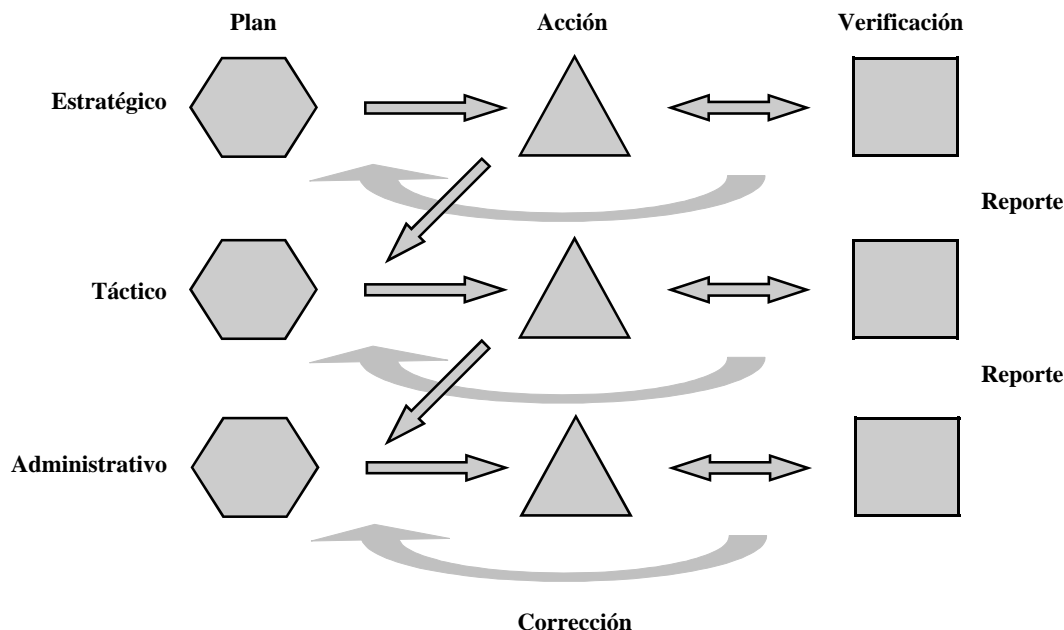 Plan Acción Verificación
Estratégico
Reporte
Táctico
Reporte
Administrativo
Corrección